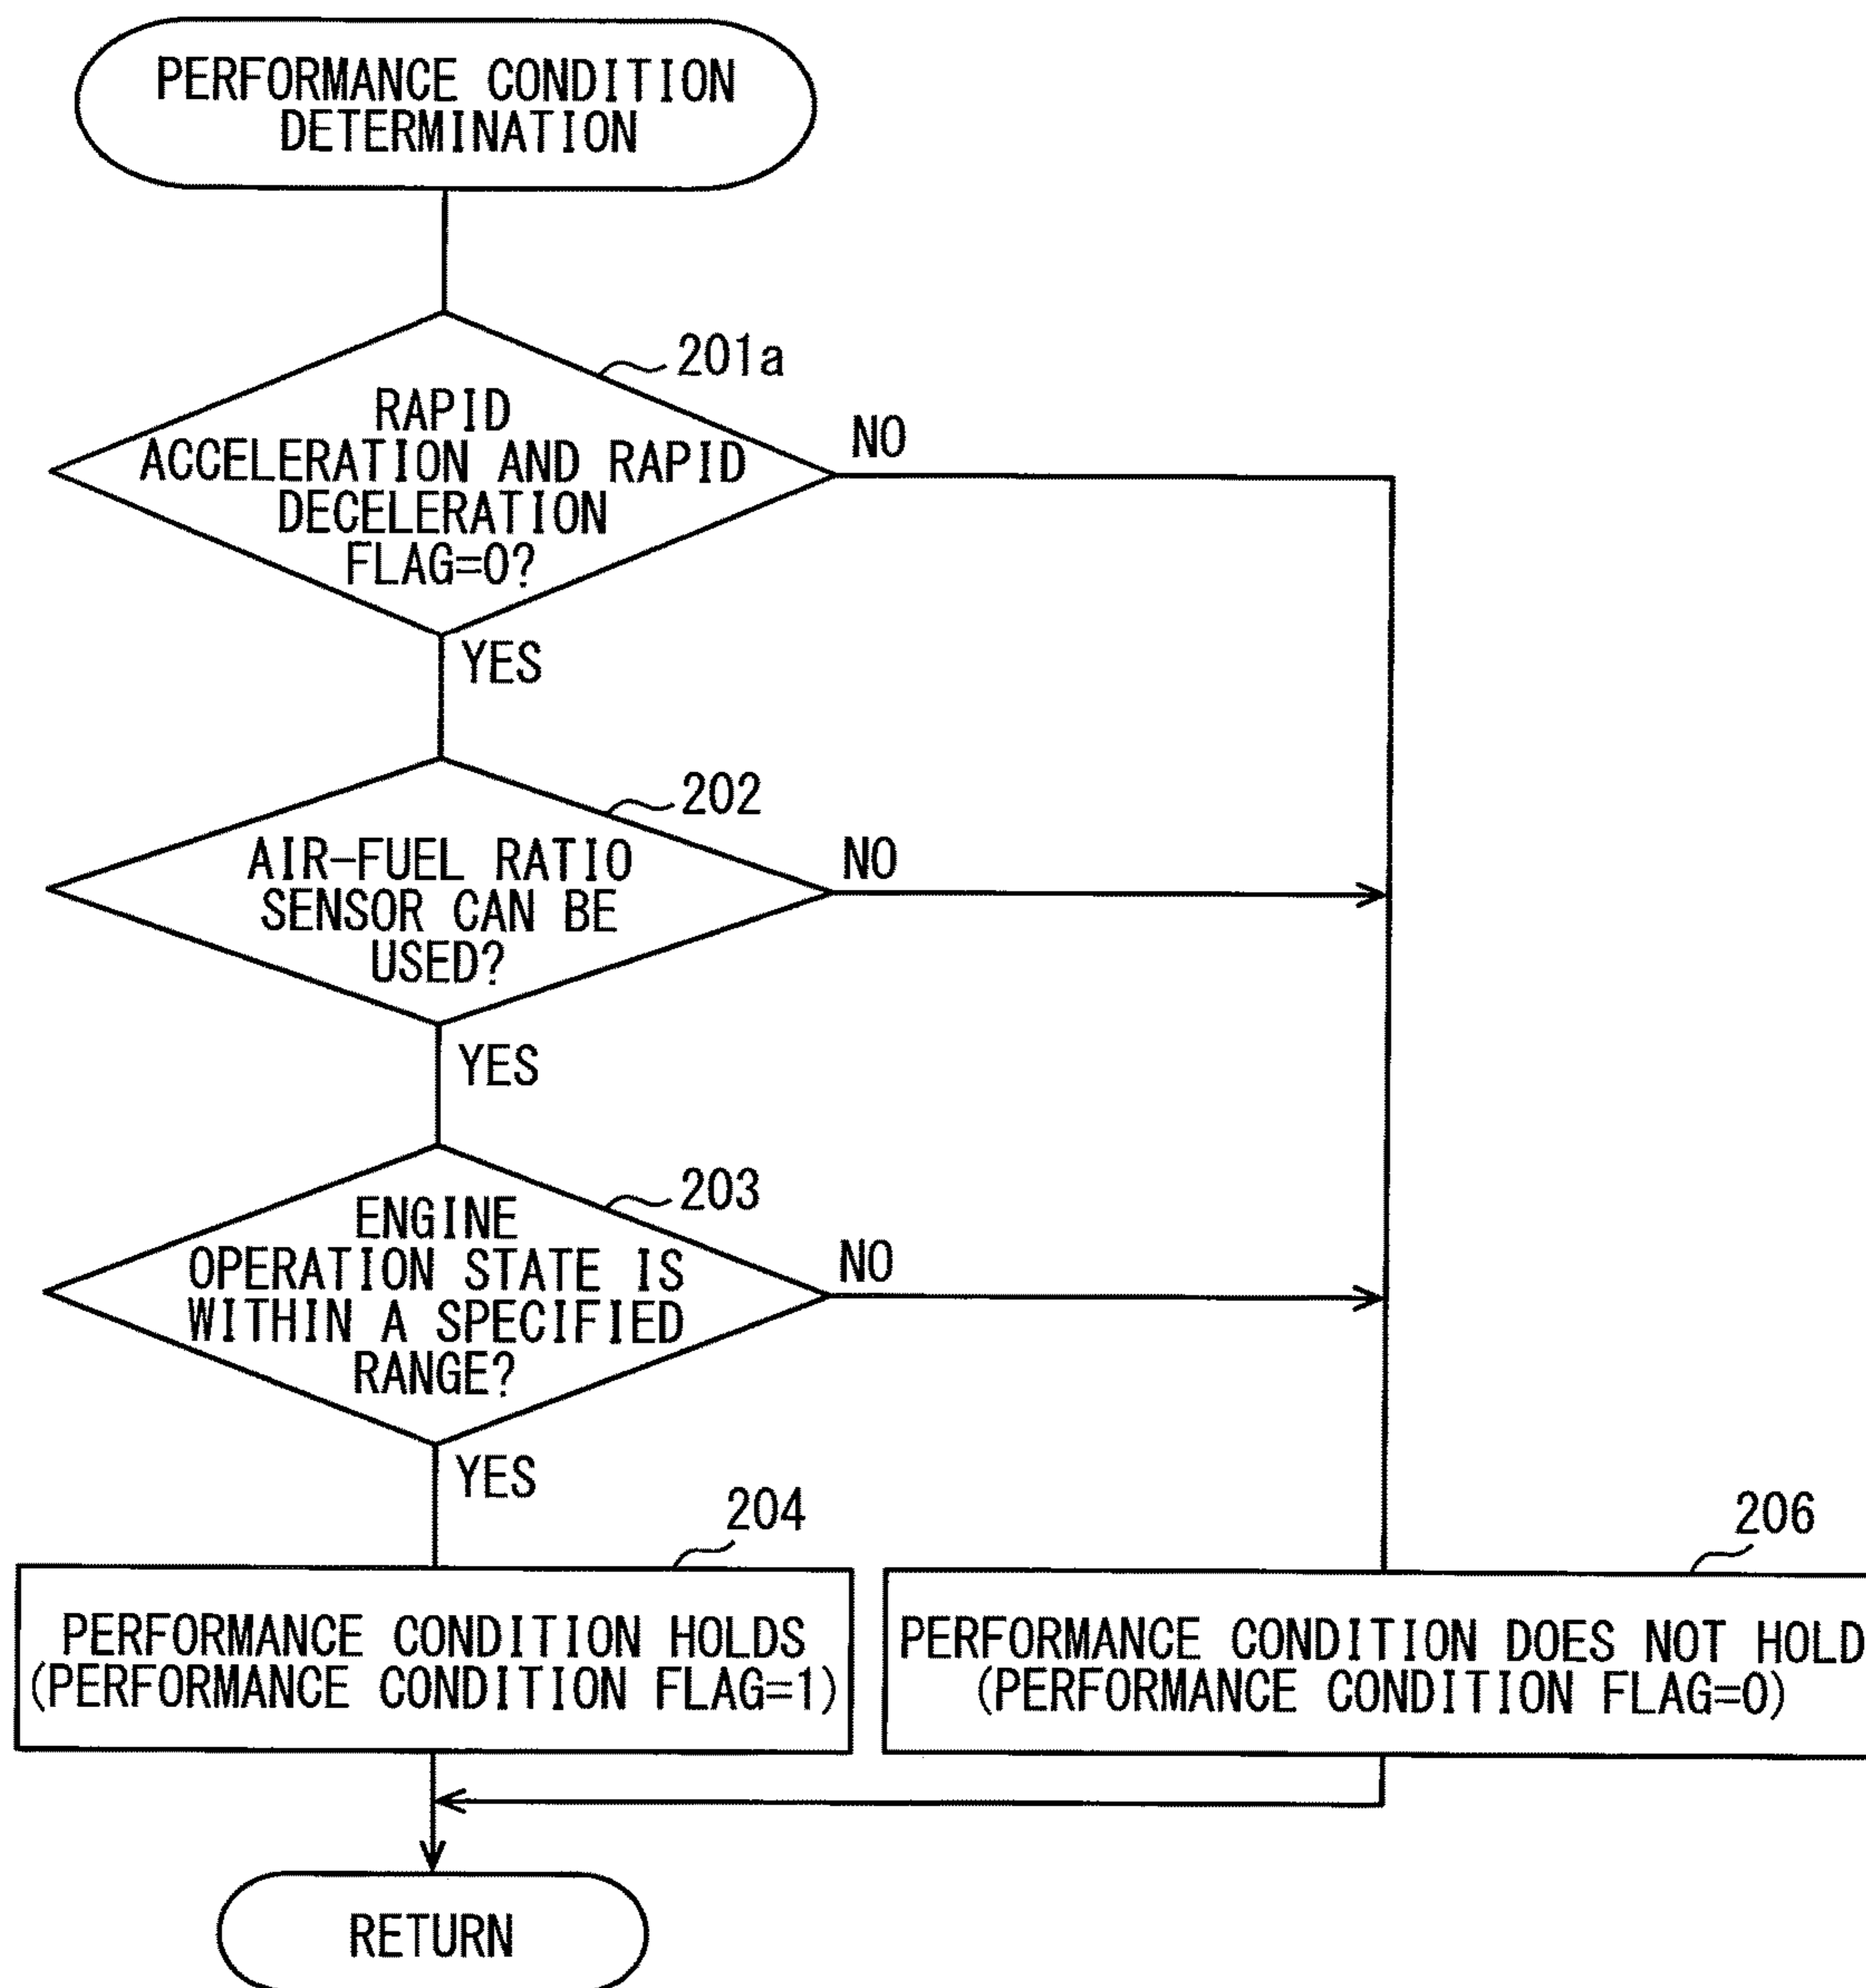 PERFORMANCE CONDITION
DETERMINATION
201a
RAPID
ACCELERATION AND RAPID
DECELERATION
FLAG=0?
NO
YES
202
AIR-FUEL RATIO
SENSOR CAN BE
USED?
NO
YES
203
ENGINE
OPERATION STATE IS
WITHIN A SPECIFIED
RANGE?
NO
YES
204
PERFORMANCE CONDITION HOLDS
(PERFORMANCE CONDITION FLAG=1)
206
PERFORMANCE CONDITION DOES NOT HOLD
(PERFORMANCE CONDITION FLAG=0)
RETURN